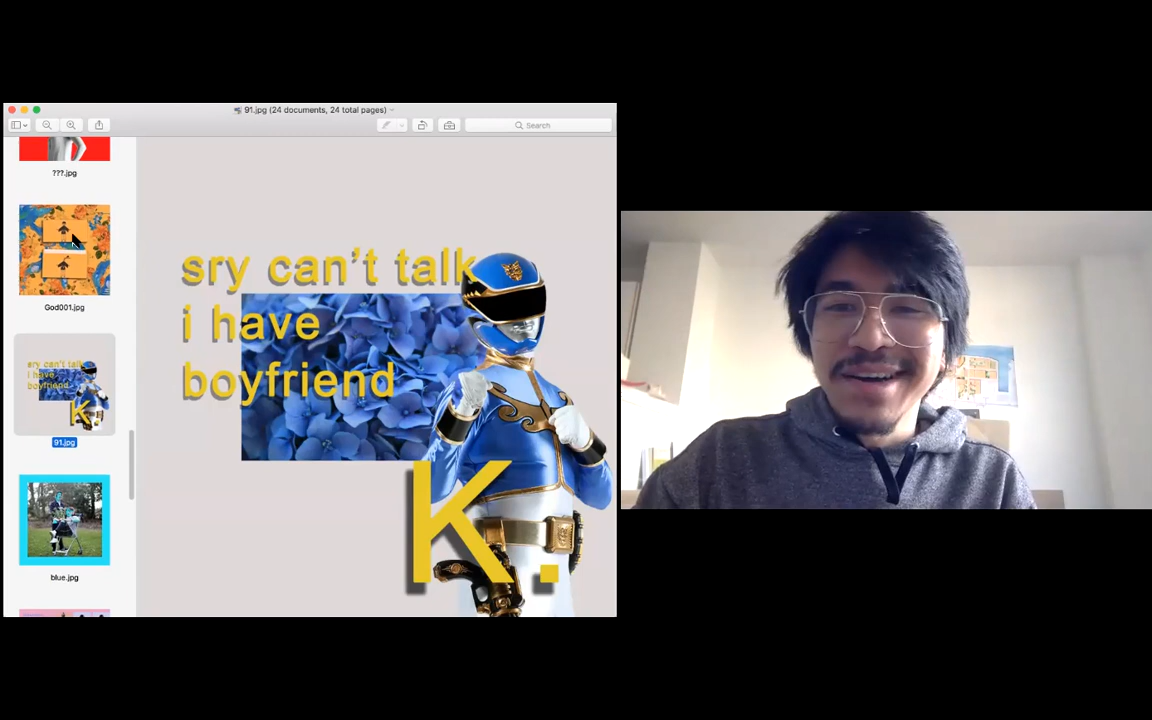 91.jpg (24 documents, 24 total pages)
Search
???.jpg
God001.jpg
sry can't talk
i have
boyfriend
K.
91.jpg
blue.jpg
sry can't talk
i have
boyfriend
K.